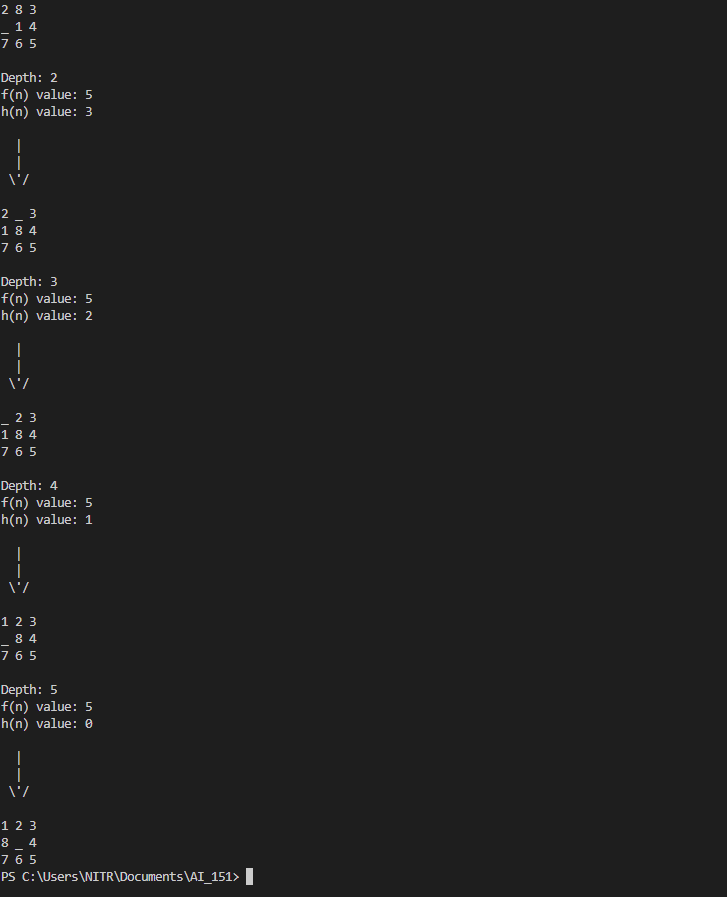 2 8 3
_ 1 4
7 6 5
Depth: 2
f(n) value: 5
h(n) value: 3
|
|
\'/
2 _ 3
1 8 4
7 6 5
Depth: 3
f(n) value: 5
h(n) value: 2
|
|
\'/
_ 2 3
1 8 4
7 6 5
Depth: 4
f(n) value: 5
h(n) value: 1
|
|
\'/
1 2 3
_ 8 4
7 6 5
Depth: 5
f(n) value: 5
h(n) value: 0
|
|
\'/
1 2 3
8 _ 4
7 6 5
PS C:\Users\NITR\Documents\AI_151>